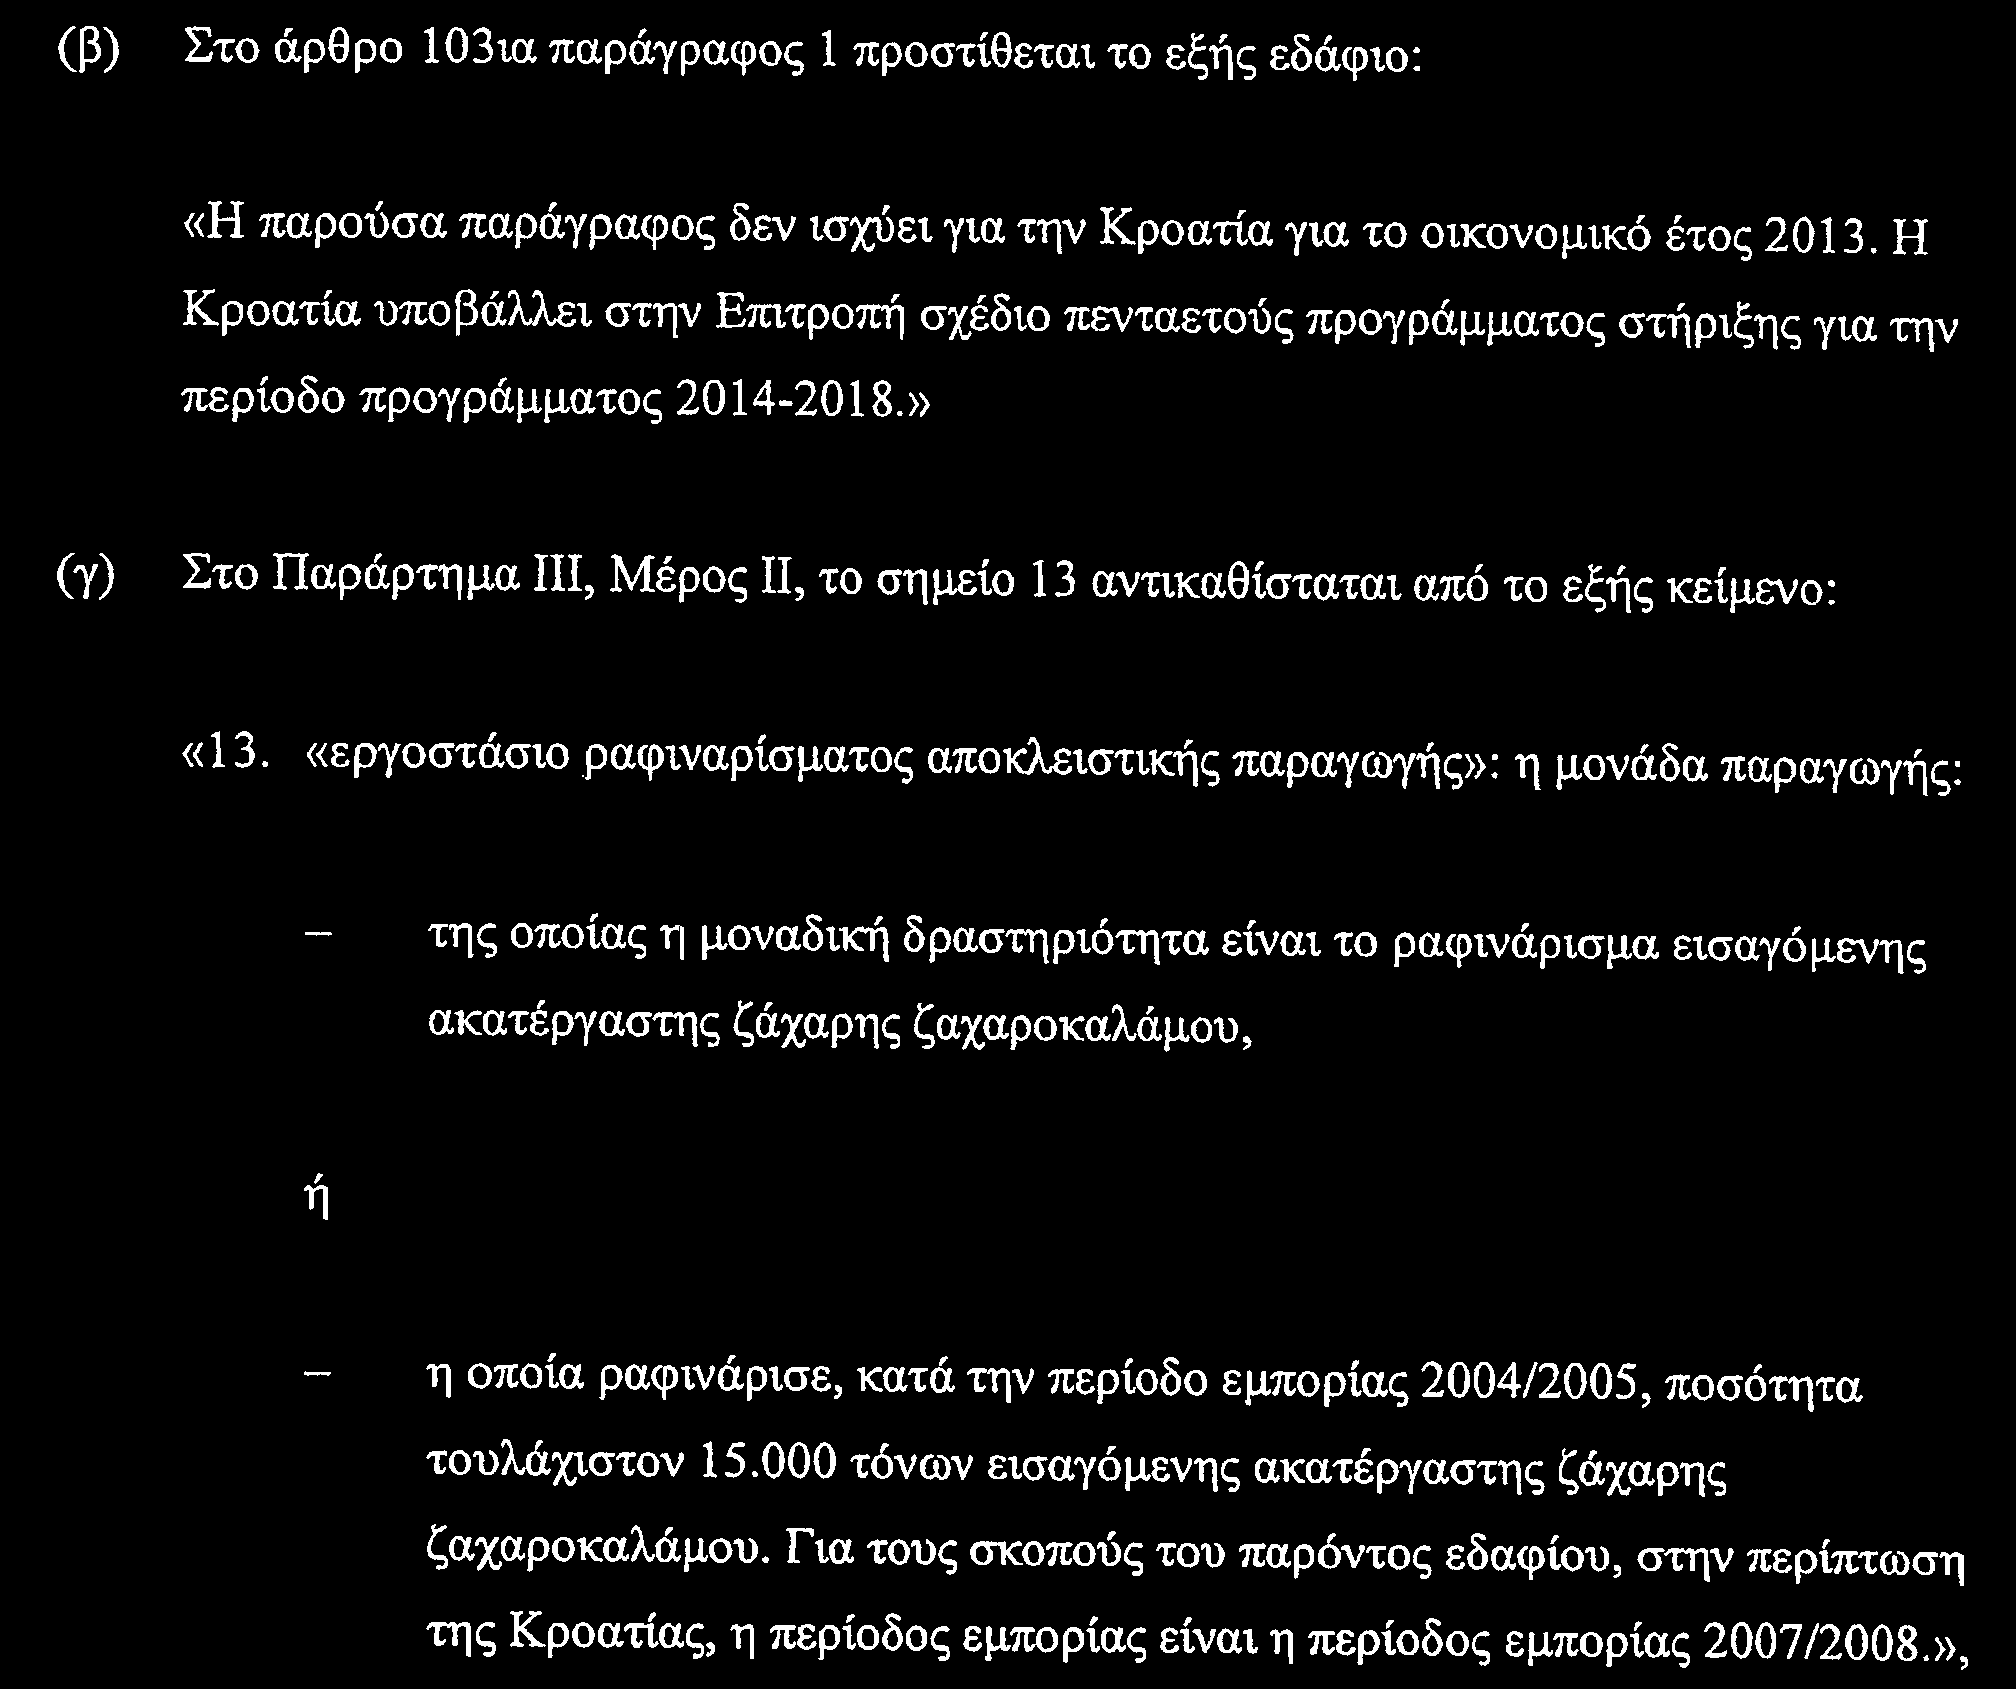 (β) Στο άρθρο 103ια παράγραφος 1 προστίθεται το εξής εδάφιο:
«Η παρούσα παράγραφος δεν ισχύει για την Κροατία για το οικονομικό έτος 2013. Η
Κροατία υποβάλλει στην Επιτροπή σχέδιο πενταετούς προγράμματος στήριξης για την
περίοδο προγράμματος 2014-2018.»
(γ) Στο Παράρτημα III, Μέρος II, το σημείο 13 αντικαθίσταται από το εξής κείμενο:
«13. «εργοστάσιο ραφιναρίσματος αποκλειστικής παραγωγής»: η μονάδα παραγωγής:
– της οποίας η μοναδική δραστηριότητα είναι το ραφινάρισμα εισαγόμενης
ακατέργαστης ζάχαρης ζαχαροκαλάμου,
ή
– η οποία ραφινάρισε, κατά την περίοδο εμπορίας 2004/2005, ποσότητα
τουλάχιστον 15.000 τόνων εισαγόμενης ακατέργαστης ζάχαρης
ζαχαροκαλάμου. Για τους σκοπούς του παρόντος εδαφίου, στην περίπτωση
της Κροατίας, η περίοδος εμπορίας είναι η περίοδος εμπορίας 2007/2008.»,